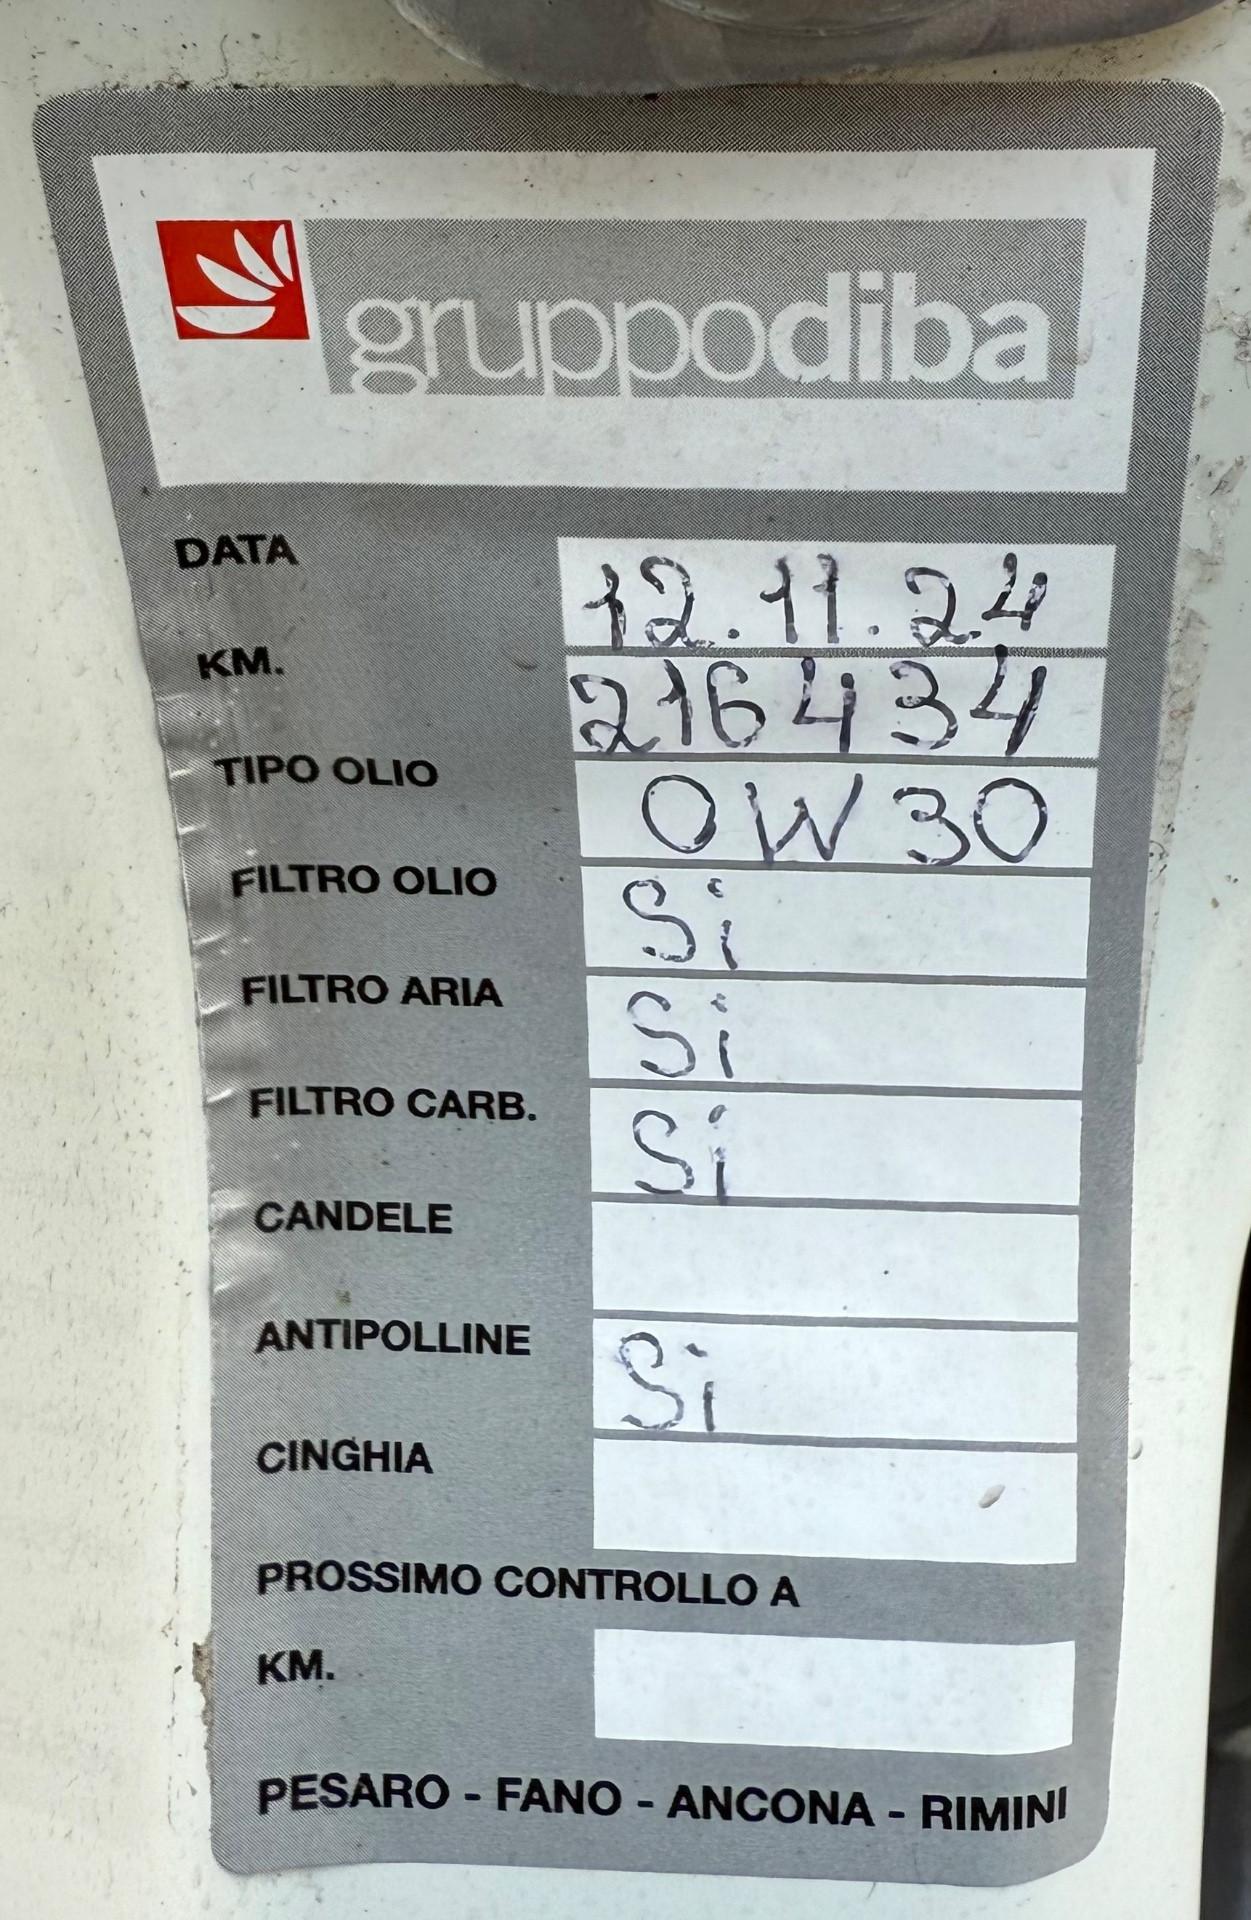 gruppodiba
DATA 12.11.24
KM. 216434
TIPO OLIO 0W30
FILTRO OLIO Si
FILTRO ARIA Si
FILTRO CARB. Si
CANDELE
ANTIPOLLINE Si
CINGHIA
PROSSIMO CONTROLLO A
KM.
PESARO - FANO - ANCONA - RIMINI